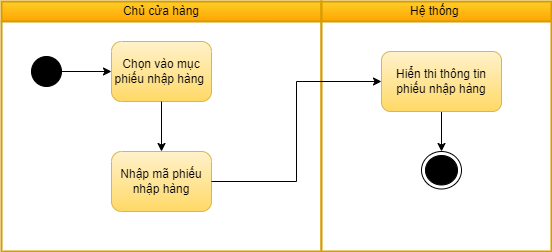 Chủ cửa hàng
Hệ thống
Chọn vào mục
phiếu nhập hàng
Hiển thi thông tin
phiếu nhập hàng
Nhập mã phiếu
nhập hàng